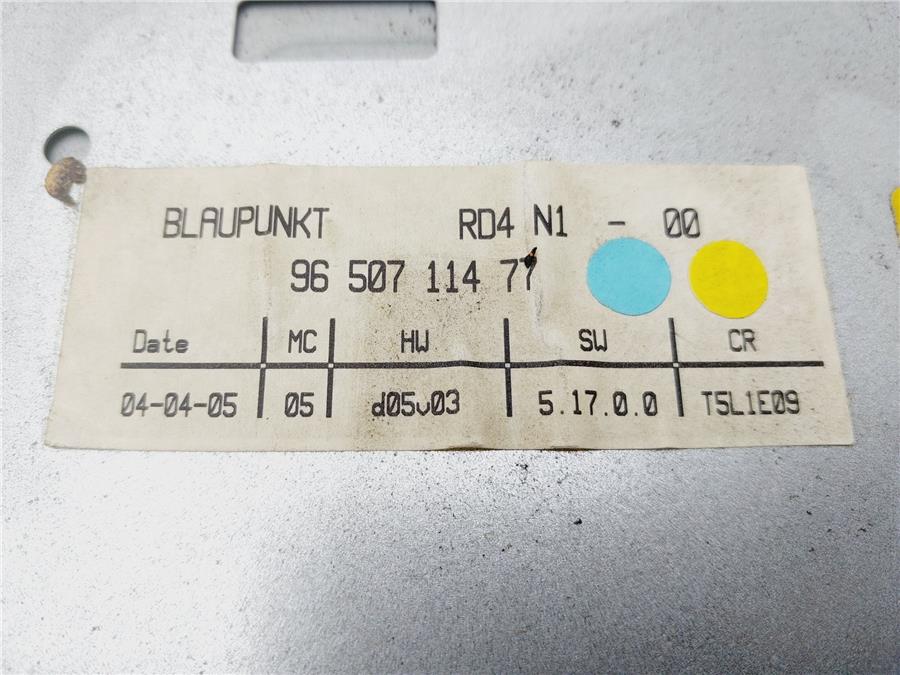 BLAUPUNKT RD4 N1 - 00
96 507 114 77
Date MC HW SW CR
04-04-05 05 d05v03 5.17.0.0 T5L1E09